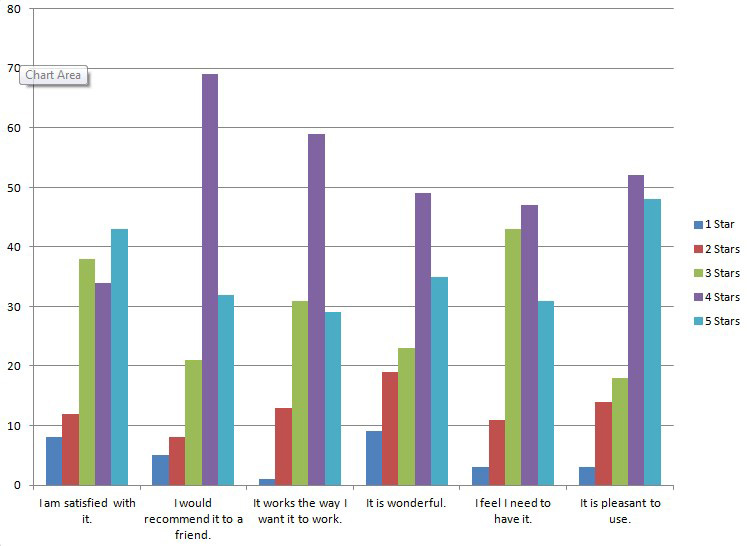 80
70
Chart Area
60
50
40
30
20
10
0
I am satisfied with
it.
I would
recommend it to a
friend.
It works the way I
want it to work.
It is wonderful.
I feel I need to
have it.
It is pleasant to
use.
1 Star
2 Stars
3 Stars
4 Stars
5 Stars